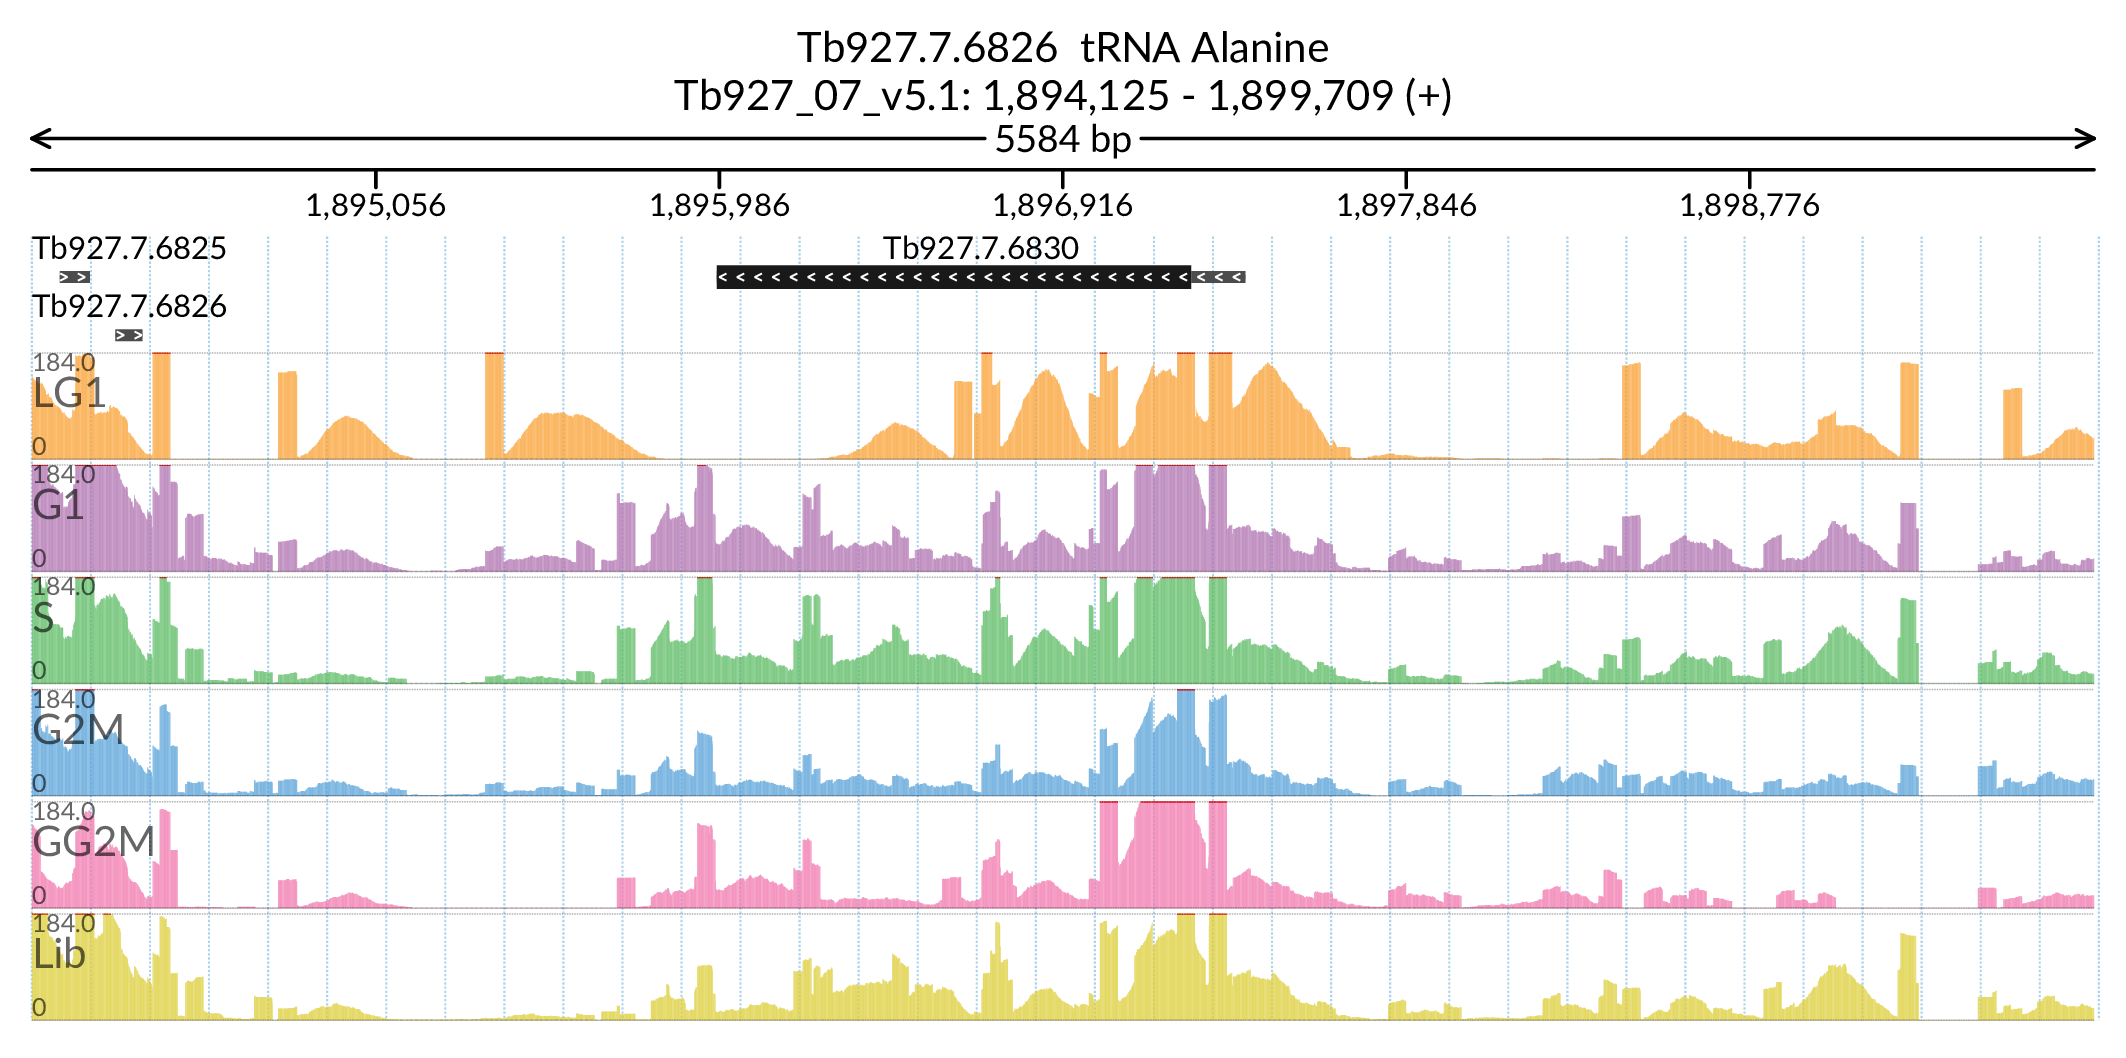 Tb927.7.6826 tRNA Alanine
Tb927_07_v5.1: 1,894,125 - 1,899,709 (+)
5584 bp
1,895,056 1,895,986 1,896,916 1,897,846 1,898,776
Tb927.7.6825 Tb927.7.6830
Tb927.7.6826
184.0
LG1
0
184.0
G1
0
184.0
S
0
184.0
G2M
0
184.0
GG2M
0
184.0
Lib
0